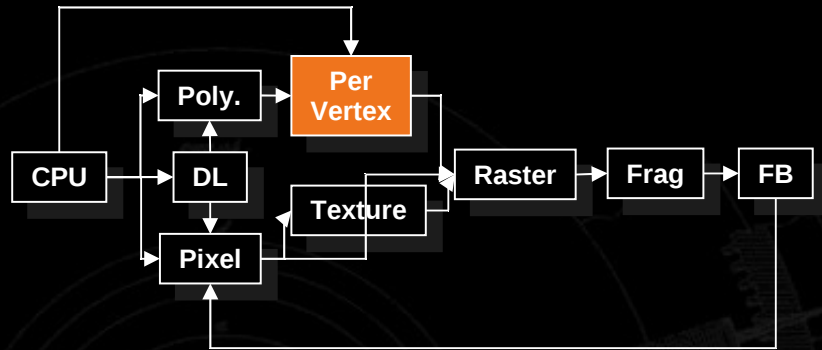 Per
Vertex
Poly.
CPU
DL
Raster
Frag
FB
Texture
Pixel